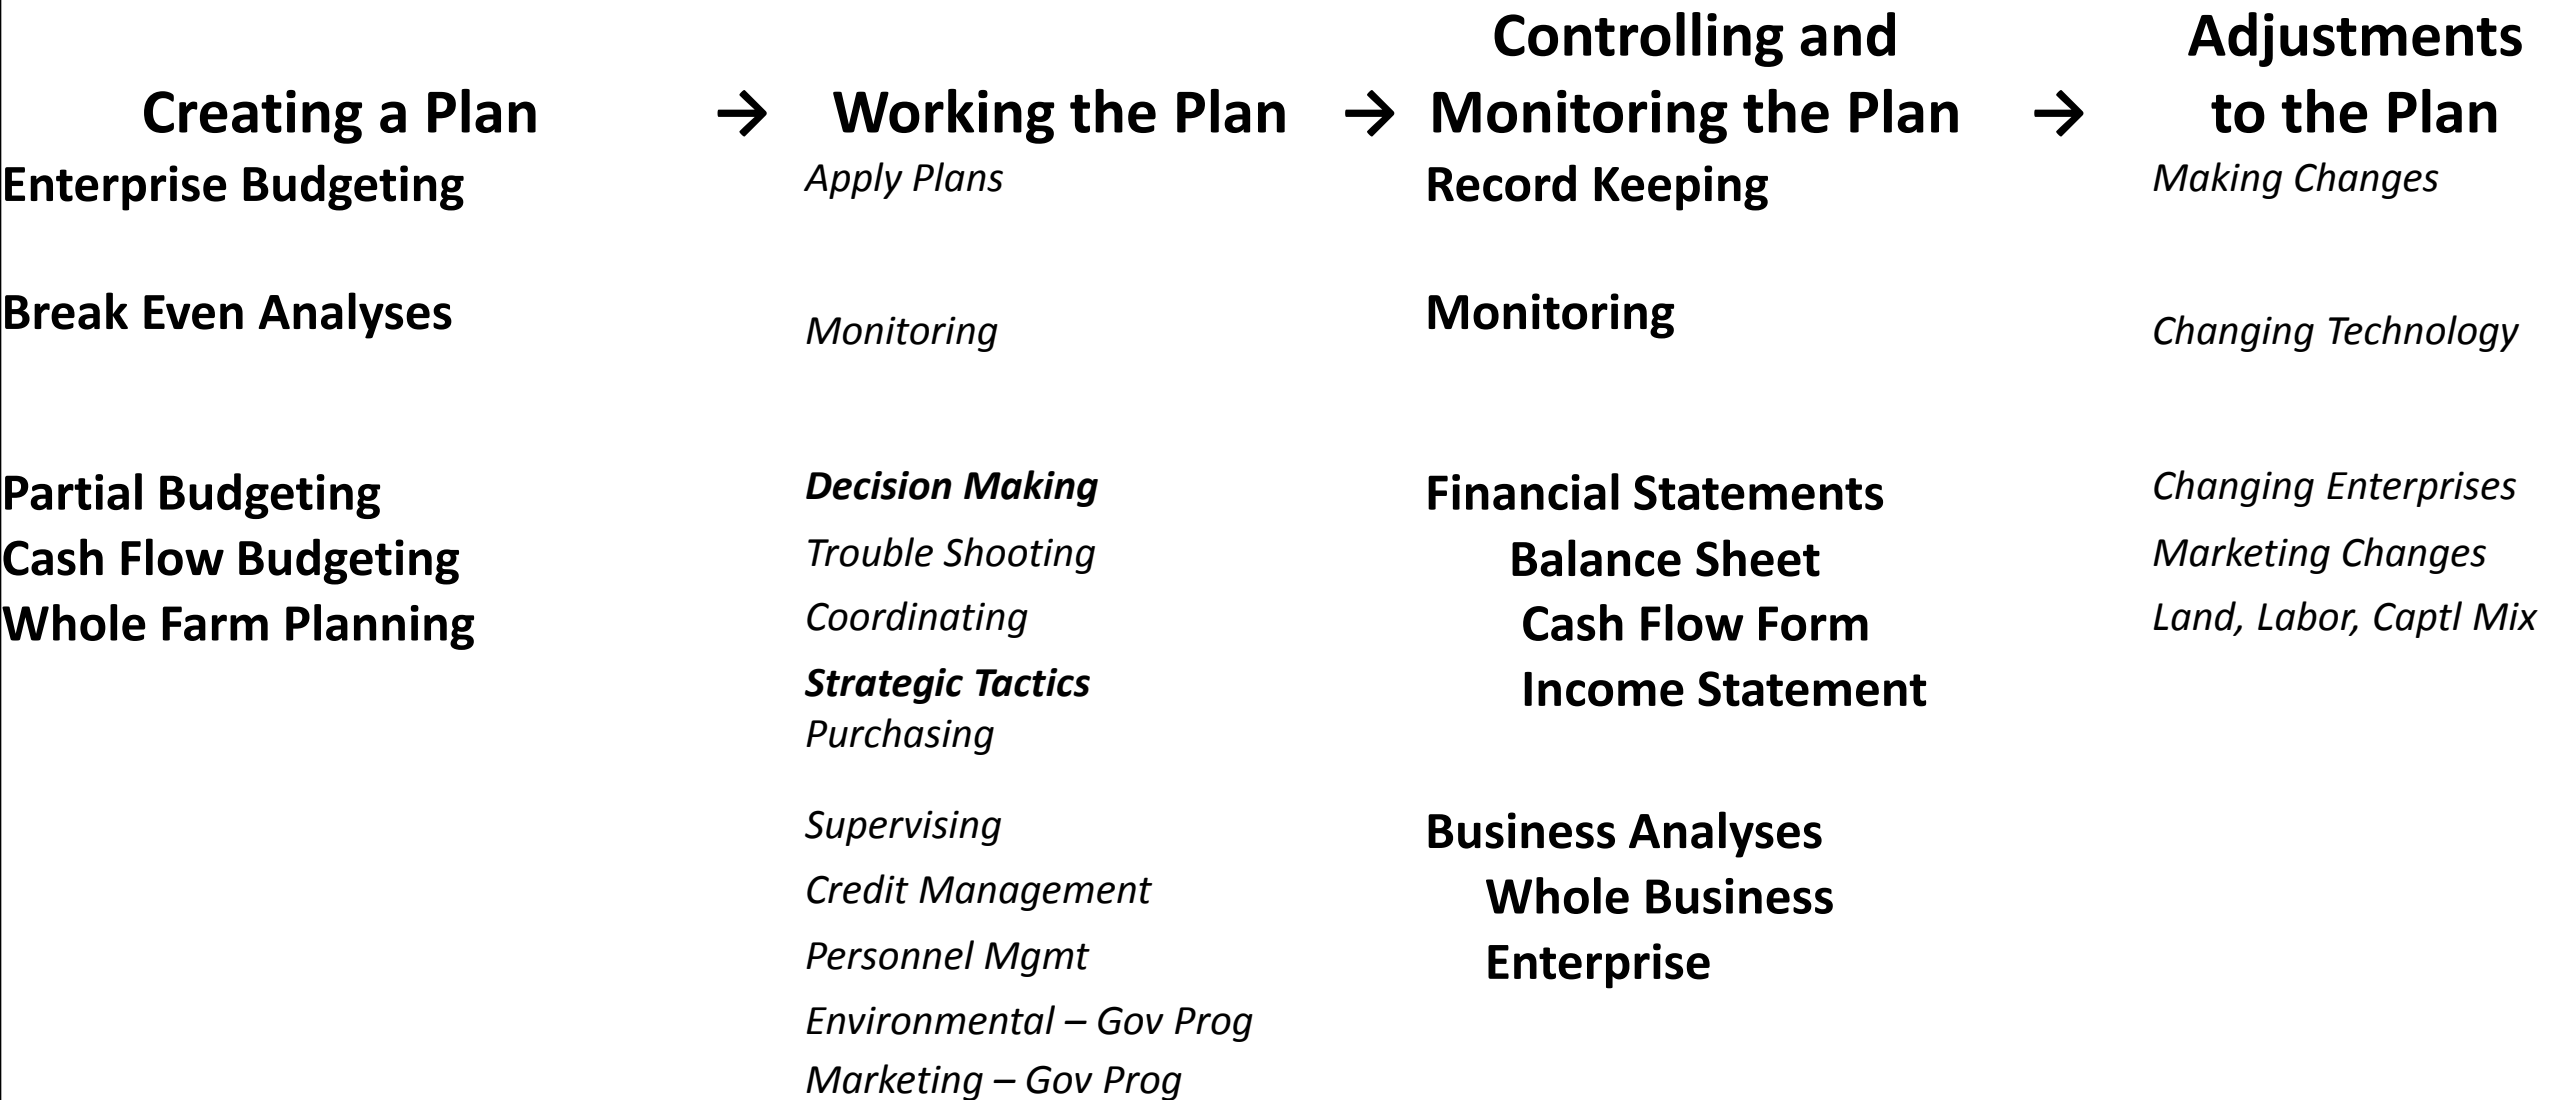 Creating a Plan
→
Working the Plan
→
Controlling and
Monitoring the Plan
→
Adjustments
to the Plan
Enterprise Budgeting
Apply Plans
Record Keeping
Making Changes
Break Even Analyses
Monitoring
Monitoring
Changing Technology
Partial Budgeting
Decision Making
Financial Statements
Changing Enterprises
Cash Flow Budgeting
Trouble Shooting
Balance Sheet
Marketing Changes
Whole Farm Planning
Coordinating
Cash Flow Form
Land, Labor, Captl Mix
Strategic Tactics
Income Statement
Purchasing
Supervising
Business Analyses
Credit Management
Whole Business
Personnel Mgmt
Enterprise
Environmental – Gov Prog
Marketing – Gov Prog